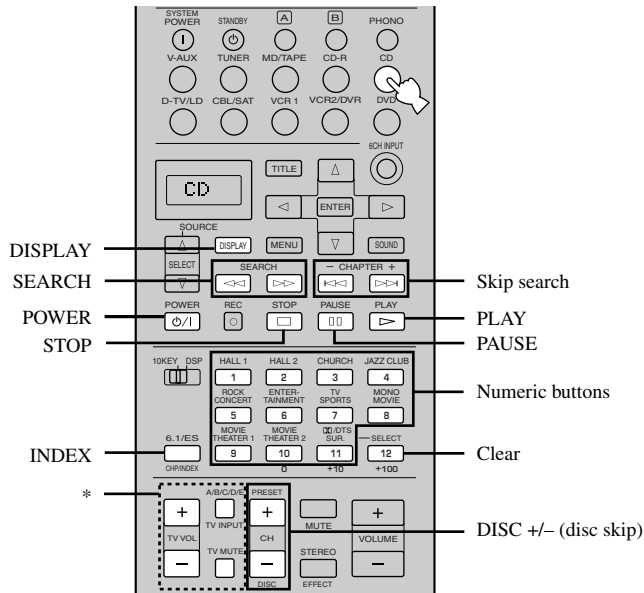 SYSTEM
POWER STANDBY A B PHONO
V-AUX TUNER MD/TAPE CD-R CD
D-TV/LD CBL/SAT VCR 1 VCR2/DVR DVD
6CH INPUT
TITLE
CD
ENTER
SOURCE
DISPLAY
DISPLAY MENU SOUND
SELECT
SEARCH
SEARCH
– CHAPTER +
Skip search
POWER
POWER REC STOP PAUSE PLAY
PLAY
STOP
PAUSE
10KEY DSP
HALL 1 HALL 2 CHURCH JAZZ CLUB
1 2 3 4
Numeric buttons
ROCK CONCERT ENTER-TAINMENT TV SPORTS MONO MOVIE
5 6 7 8
MOVIE THEATER 1 MOVIE THEATER 2 /DTS SUR. SELECT
INDEX
6.1/ES 9 10 11 12
Clear
CHP/INDEX 0 +10 +100
*
A/B/C/D/E PRESET
+ + +
TV VOL TV INPUT CH MUTE VOLUME
DISC +/– (disc skip)
TV MUTE STEREO
– – –
DISC EFFECT